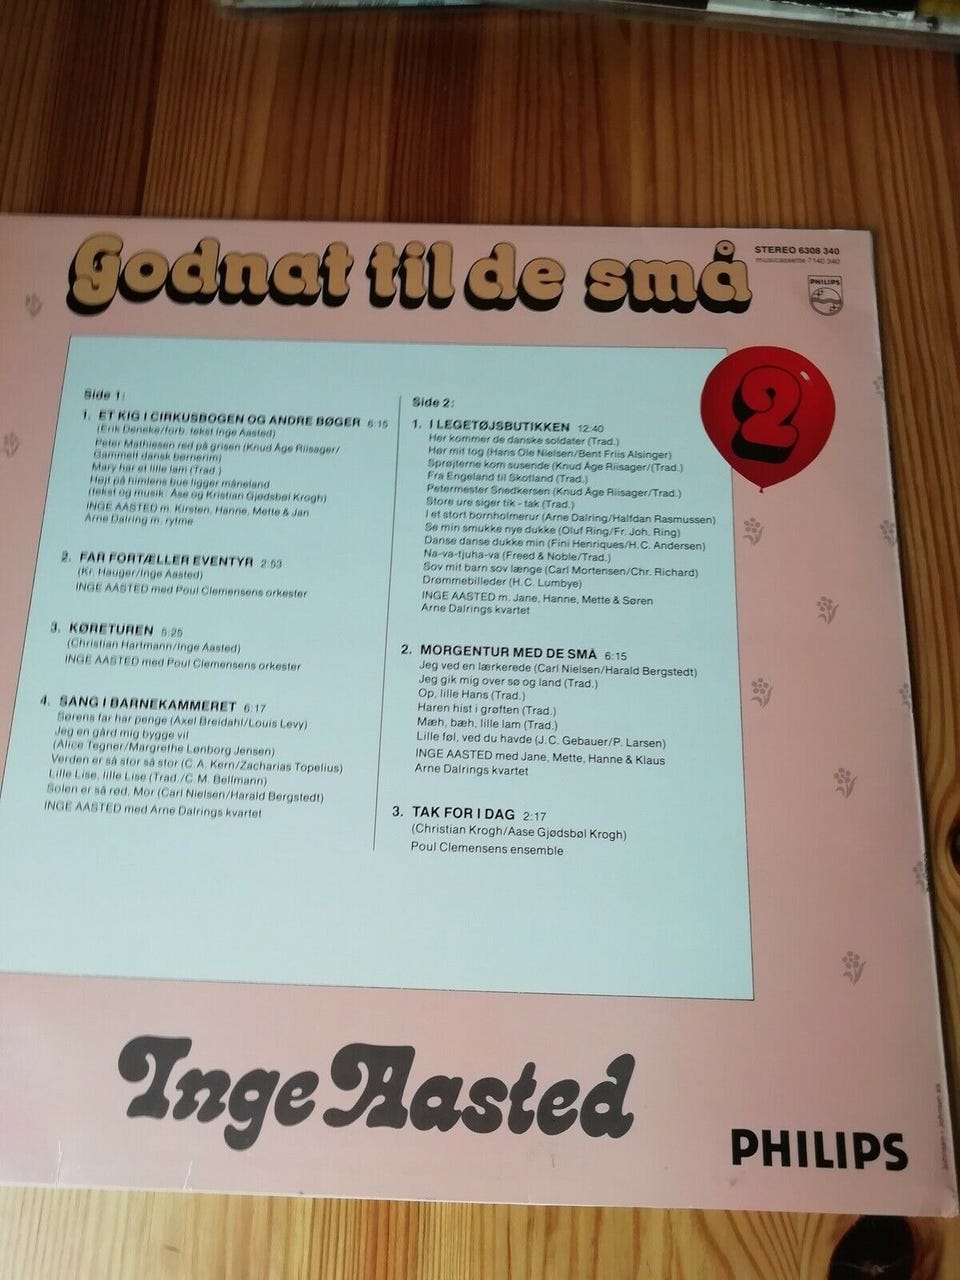 Godnat til de små
STEREO 6308 340
musicassette 7140 340
PHILIPS
2
Side 1:
1. ET KIG I CIRKUSBOGEN OG ANDRE BØGER 6:15
(Erik Deneke/forb. tekst Inge Aasted)
Peter Mathiesen red på grisen (Knud Åge Riisager/
Gammelt dansk børnerim)
Mary har et lille lam (Trad.)
Højt på himlens bue ligger måneland
(tekst og musik: Åse og Kristian Gjødsbøl Krogh)
INGE AASTED m. Kirsten, Hanne, Mette & Jan
Arne Dalring m. rytme
2. FAR FORTÆLLER EVENTYR 2:53
(Kr. Hauger/Inge Aasted)
INGE AASTED med Poul Clemensens orkester
3. KØRETUREN 5:25
(Christian Hartmann/Inge Aasted)
INGE AASTED med Poul Clemensens orkester
4. SANG I BARNEKAMMERET 6:17
Sørens far har penge (Axel Breidahl/Louis Levy)
Jeg en gård mig bygge vil
(Alice Tegner/Margrethe Lønborg Jensen)
Verden er så stor så stor (C. A. Kern/Zacharias Topelius)
Lille Lise, lille Lise (Trad./C. M. Bellmann)
Solen er så rød, Mor (Carl Nielsen/Harald Bergstedt)
INGE AASTED med Arne Dalrings kvartet
Side 2:
1. I LEGETØJSBUTIKKEN 12:40
Her kommer de danske soldater (Trad.)
Hør mit tog (Hans Ole Nielsen/Bent Friis Alsinger)
Sprøjterne kom susende (Knud Åge Riisager/(Trad.)
Fra Engeland til Skotland (Trad.)
Petermester Snedkersen (Knud Åge Riisager/Trad.)
Store ure siger tik - tak (Trad.)
I et stort bornholmerur (Arne Dalring/Halfdan Rasmussen)
Se min smukke nye dukke (Oluf Ring/Fr. Joh. Ring)
Danse danse dukke min (Fini Henriques/H.C. Andersen)
Na-va-tjuha-va (Freed & Noble/Trad.)
Sov mit barn sov længe (Carl Mortensen/Chr. Richard)
Drømmebilleder (H.C. Lumbye)
INGE AASTED m. Jane, Hanne, Mette & Søren
Arne Dalrings kvartet
2. MORGENTUR MED DE SMÅ 6:15
Jeg ved en lærkerede (Carl Nielsen/Harald Bergstedt)
Jeg gik mig over sø og land (Trad.)
Op, lille Hans (Trad.)
Haren hist i grøften (Trad.)
Mæh, bæh, lille lam (Trad.)
Lille føl, ved du havde (J.C. Gebauer/P. Larsen)
INGE AASTED med Jane, Mette, Hanne & Klaus
Arne Dalrings kvartet
3. TAK FOR I DAG 2:17
(Christian Krogh/Aase Gjødsbøl Krogh)
Poul Clemensens ensemble
Inge Aasted
PHILIPS